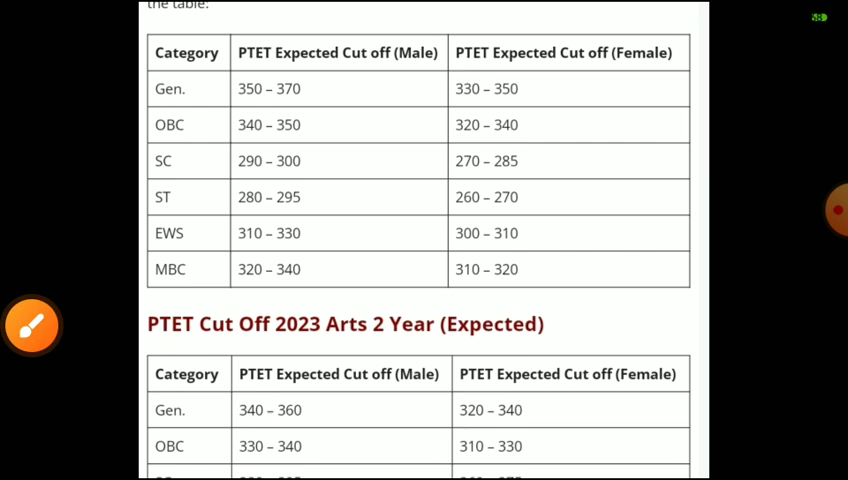 the table:
Category PTET Expected Cut off (Male) PTET Expected Cut off (Female)
Gen. 350 – 370 330 – 350
OBC 340 – 350 320 – 340
SC 290 – 300 270 – 285
ST 280 – 295 260 – 270
EWS 310 – 330 300 – 310
MBC 320 – 340 310 – 320
PTET Cut Off 2023 Arts 2 Year (Expected)
Category PTET Expected Cut off (Male) PTET Expected Cut off (Female)
Gen. 340 – 360 320 – 340
OBC 330 – 340 310 – 330